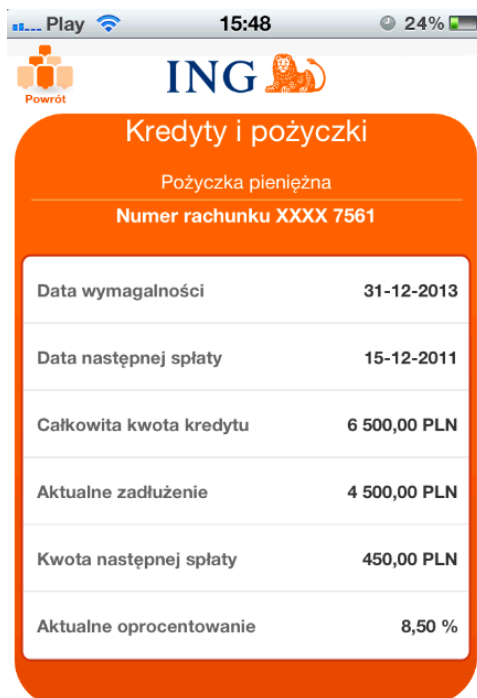 Play 15:48 24%
Powrót
ING
Kredyty i pożyczki
Pożyczka pieniężna
Numer rachunku XXXX 7561
Data wymagalności 31-12-2013
Data następnej spłaty 15-12-2011
Całkowita kwota kredytu 6 500,00 PLN
Aktualne zadłużenie 4 500,00 PLN
Kwota następnej spłaty 450,00 PLN
Aktualne oprocentowanie 8,50 %